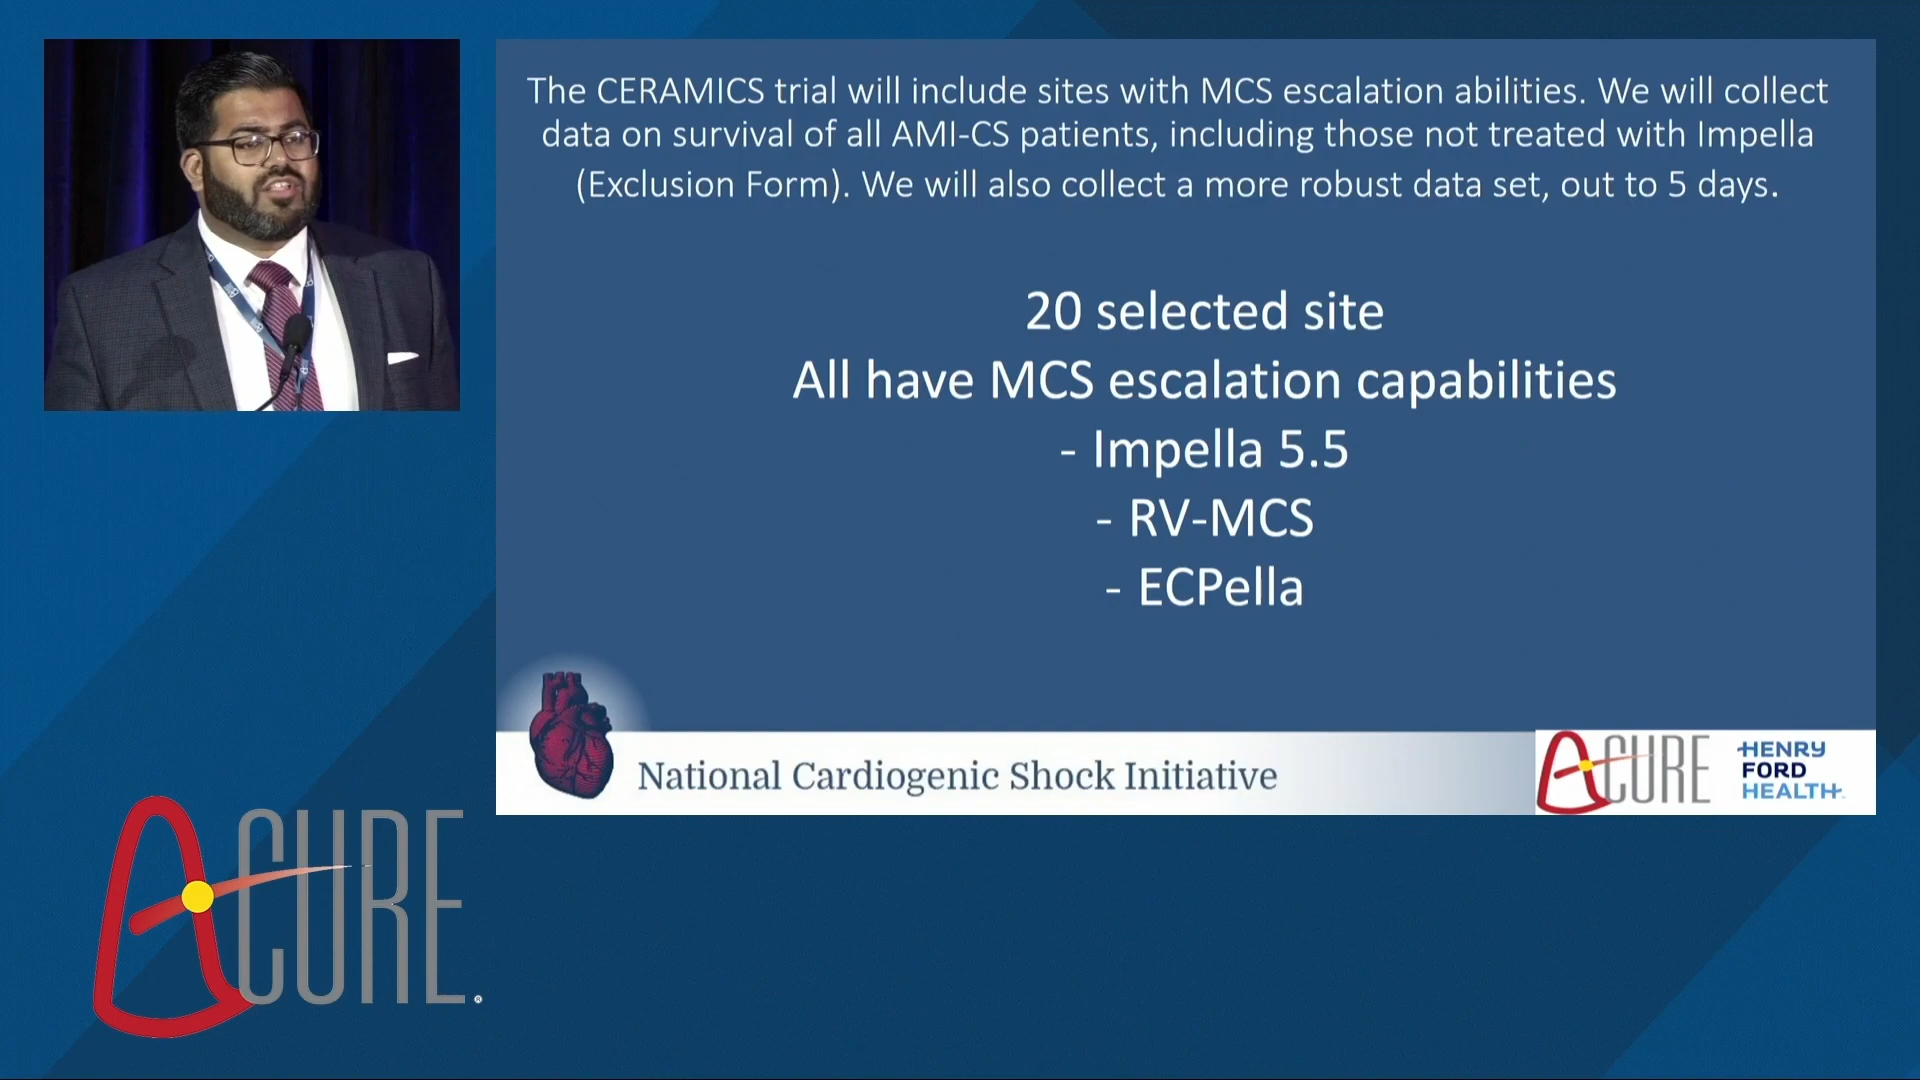 The CERAMICS trial will include sites with MCS escalation abilities. We will collect
data on survival of all AMI-CS patients, including those not treated with Impella
(Exclusion Form). We will also collect a more robust data set, out to 5 days.
20 selected site
All have MCS escalation capabilities
- Impella 5.5
- RV-MCS
- ECPella
National Cardiogenic Shock Initiative
ACURE
HENRY
FORD
HEALTH
ACURE®